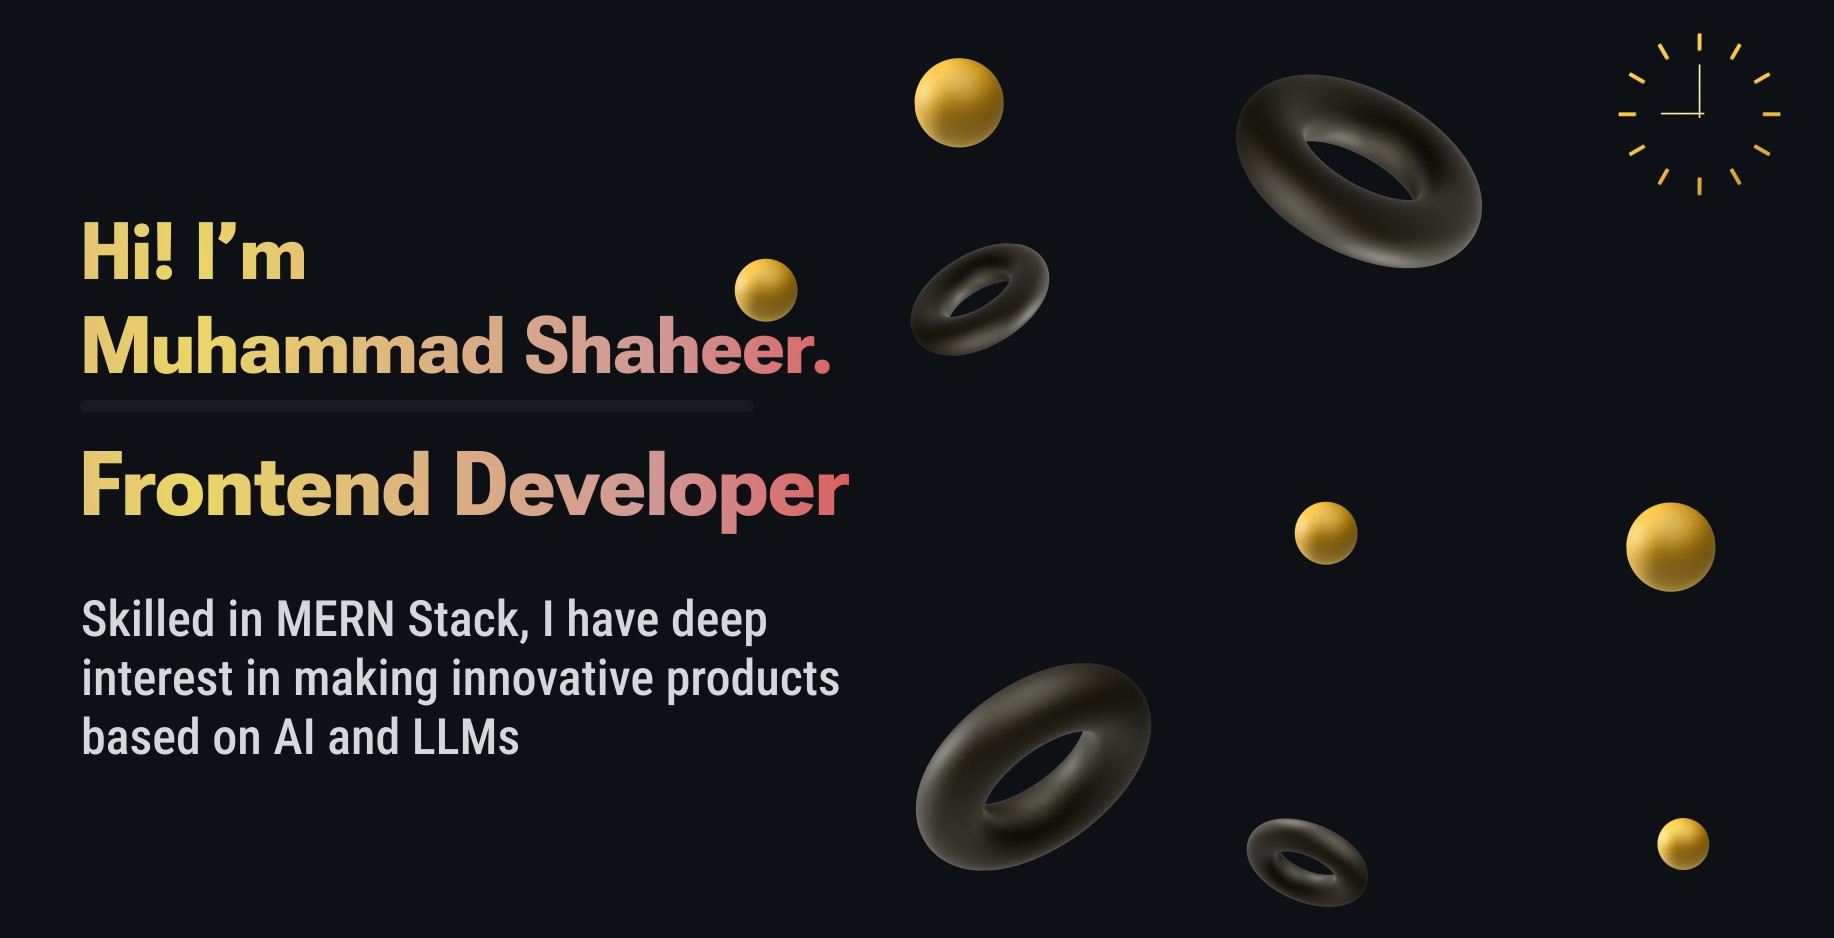 Hi! I’m
Muhammad Shaheer.
Frontend Developer
Skilled in MERN Stack, I have deep
interest in making innovative products
based on AI and LLMs